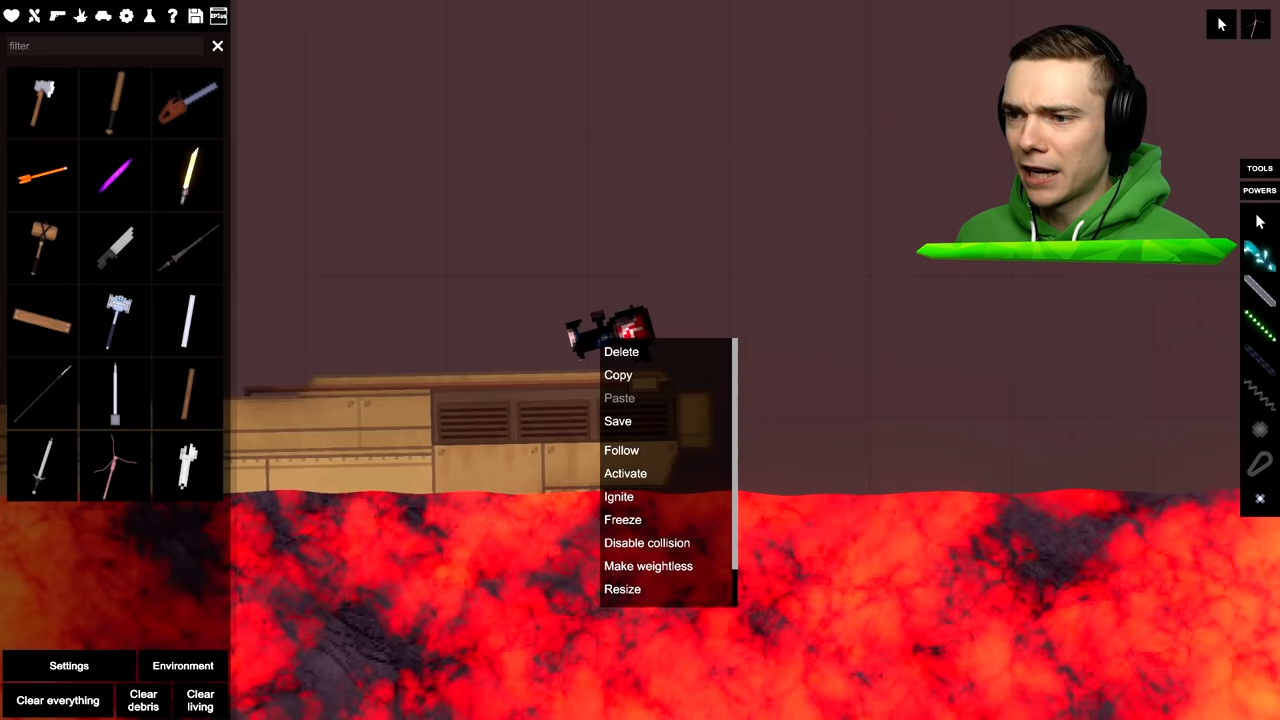 filter
TOOLS
POWERS
Delete
Copy
Paste
Save
Follow
Activate
Ignite
Freeze
Disable collision
Make weightless
Resize
Settings
Environment
Clear everything
Clear
debris
Clear
living